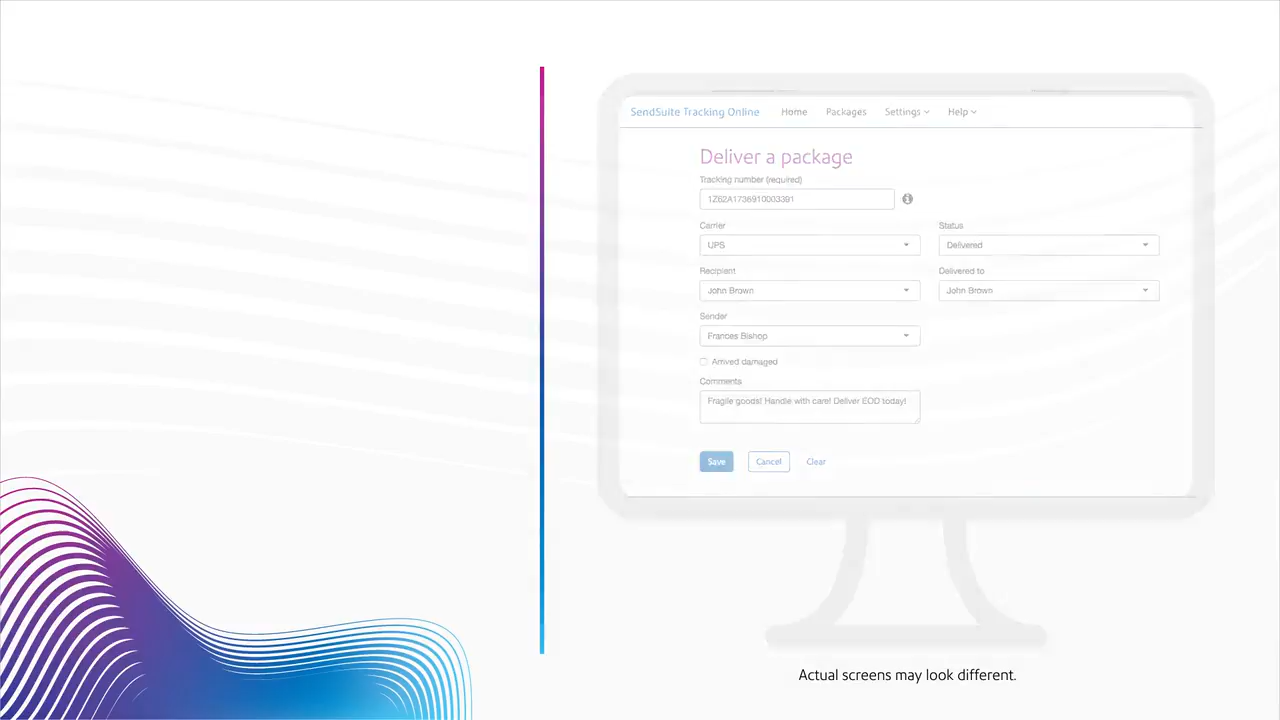 SendSuite Tracking Online Home Packages Settings Help
Deliver a package
Tracking number (required)
1Z62A1736910003391
Carrier
UPS
Status
Delivered
Recipient
John Brown
Delivered to
John Brown
Sender
Frances Bishop
Arrived damaged
Comments
Fragile goods! Handle with care! Deliver EOD today!
Save Cancel Clear
Actual screens may look different.